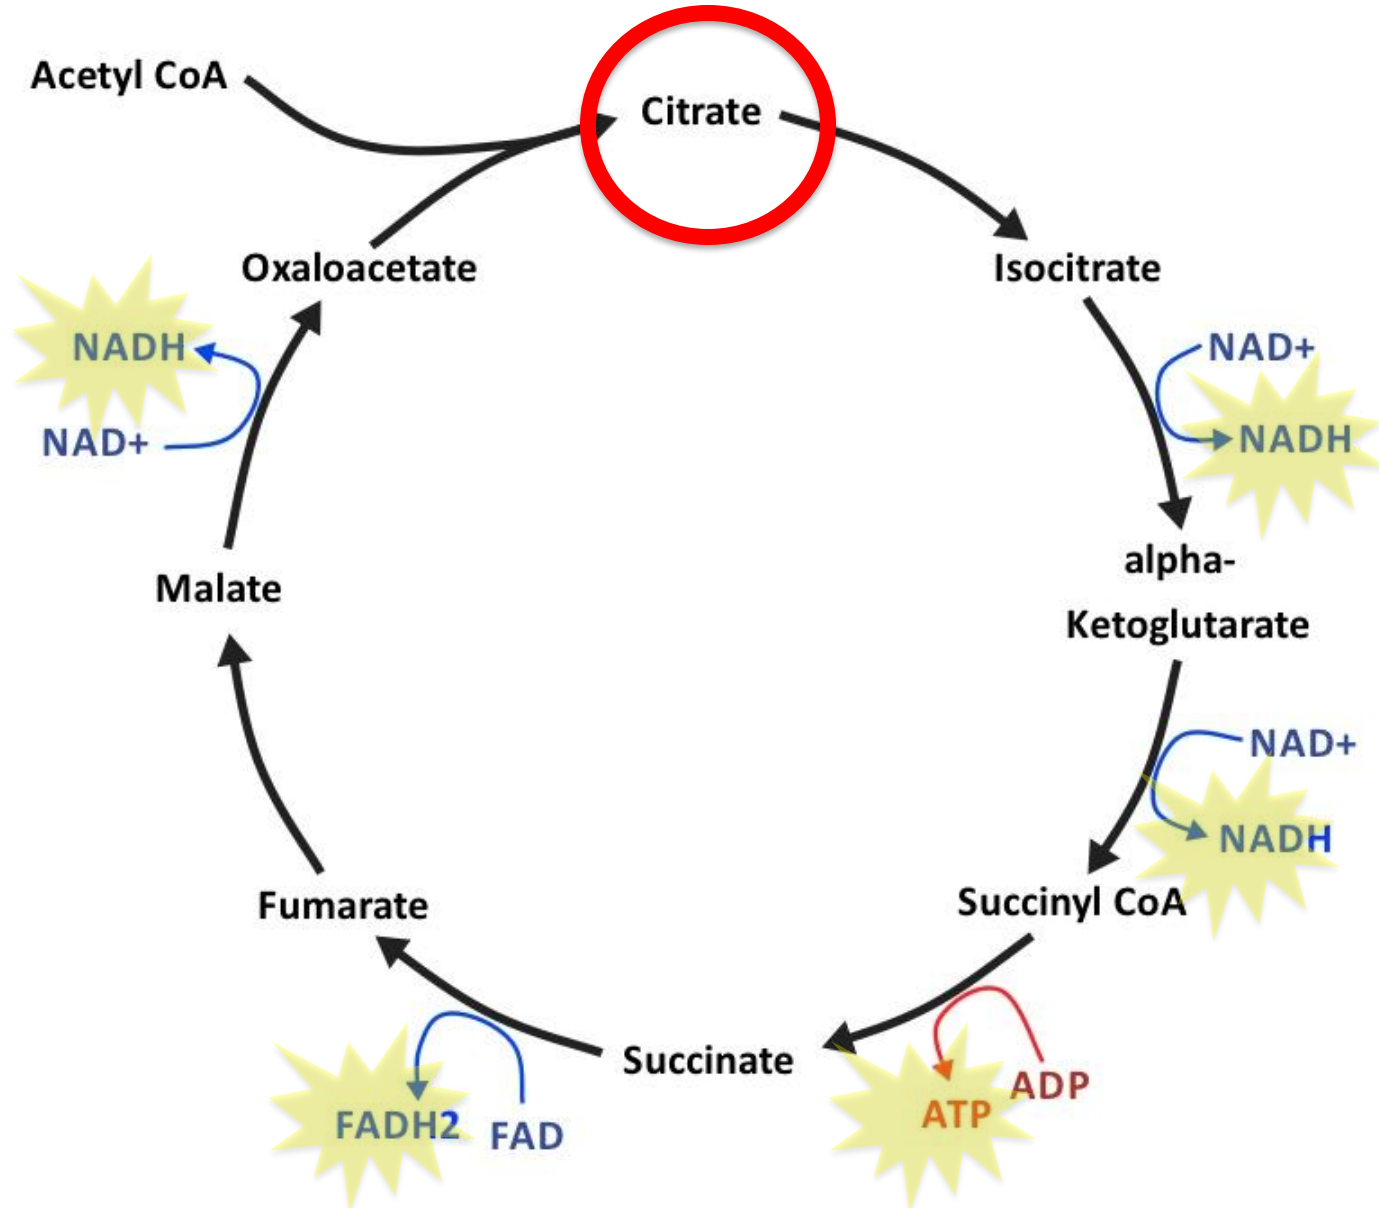 Acetyl CoA
Citrate
Oxaloacetate
Isocitrate
NADH
NAD+
NAD+
NADH
alpha-
Ketoglutarate
Malate
NAD+
NADH
Fumarate
Succinyl CoA
Succinate
ADP
ATP
FADH2
FAD